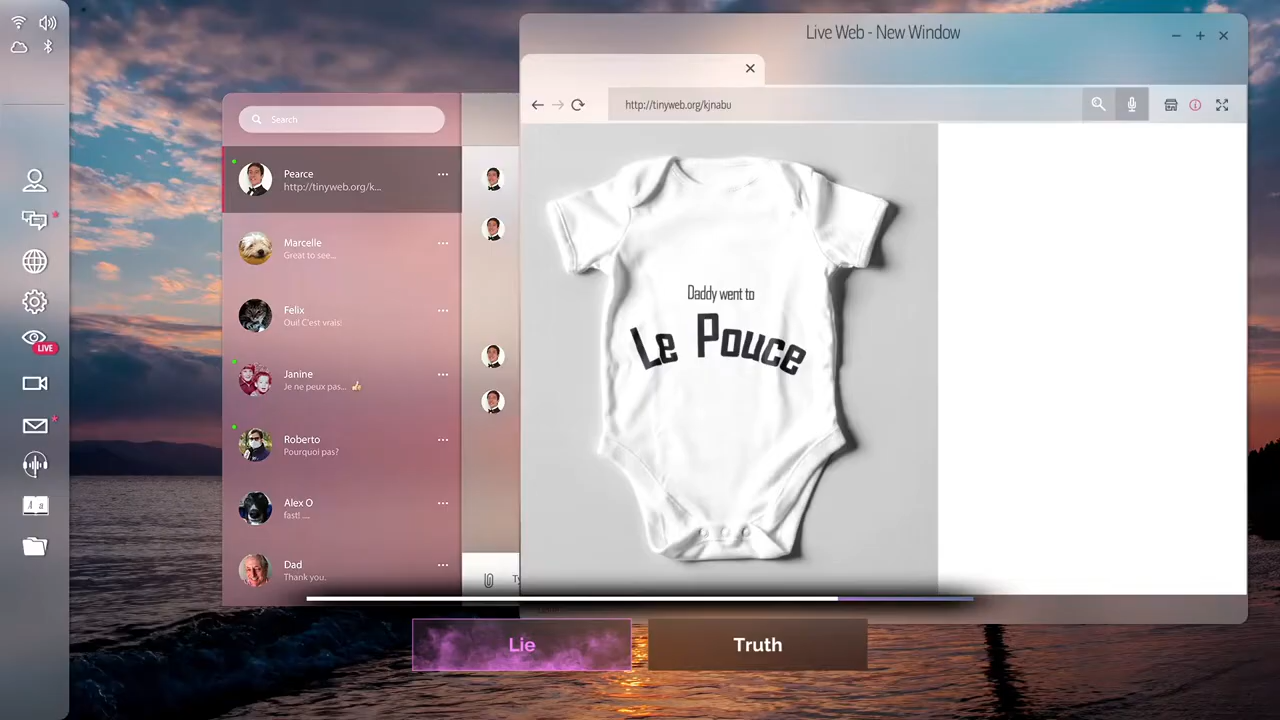 Live Web - New Window
http://tinyweb.org/kjnabu
Search
Pearce
http://tinyweb.org/k...
Marcelle
Great to see...
Felix
Oui! C'est vrais!
Janine
Je ne peux pas... 👍
Roberto
Pourquoi pas?
Alex O
fast! ....
Dad
Thank you.
LIVE
A a
Daddy went to
Le Pouce
Lie
Truth